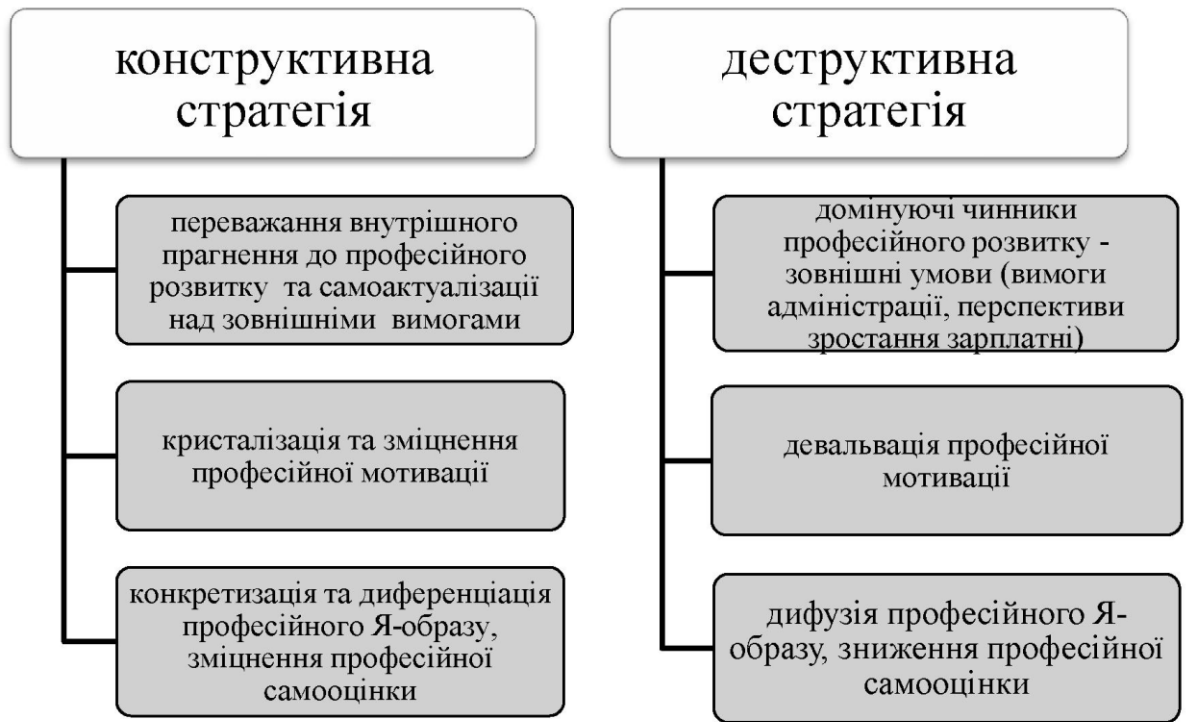 конструктивна
стратегія
переважання внутрішного
прагнення до професійного
розвитку та самоактуалізації
над зовнішніми вимогами
кристалізація та зміцнення
професійної мотивації
конкретизація та диференціація
професійного Я-образу,
зміцнення професійної
самооцінки
деструктивна
стратегія
домінуючі чинники
професійного розвитку -
зовнішні умови (вимоги
адміністрації, перспективи
зростання зарплатні)
девальвація професійної
мотивації
дифузія професійного Я-
образу, зниження професійної
самооцінки